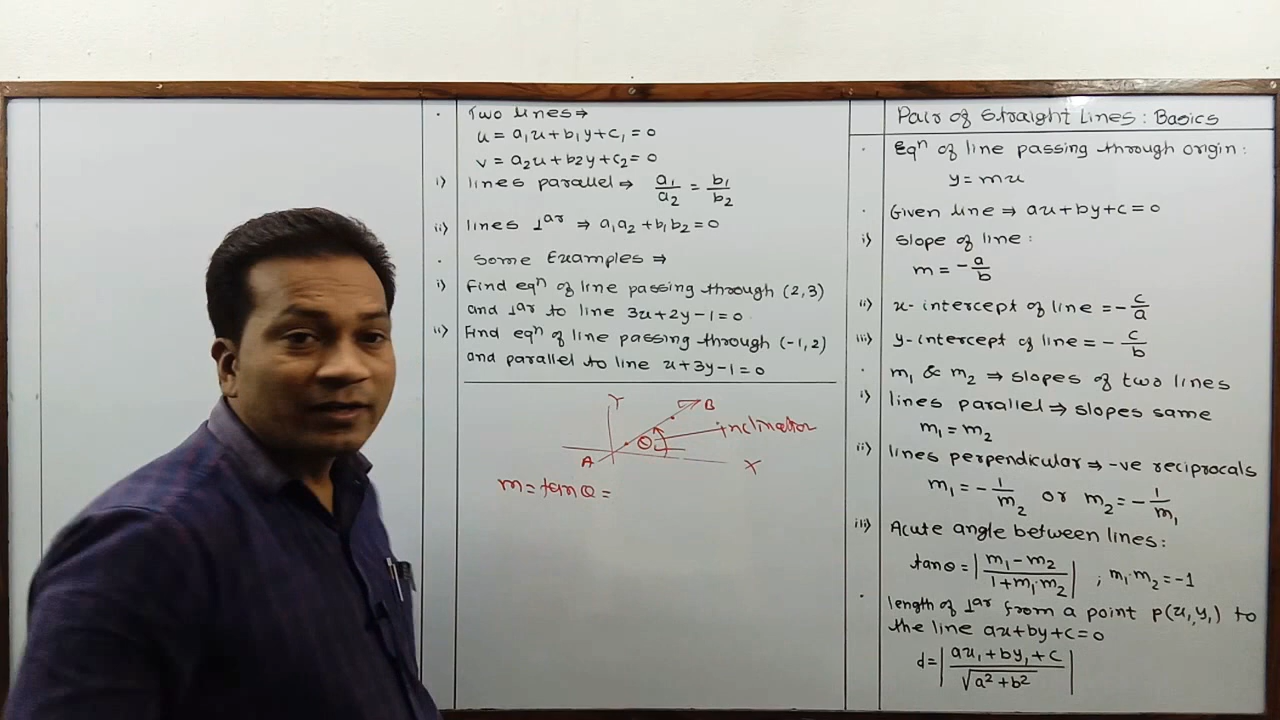 Pair of Straight Lines: Basics
· Eqⁿ of line passing through origin:
y = mx
· Given line ⇒ ax+by+c=0
i) slope of line:
m = -a/b
ii) x-intercept of line = -c/a
iii) y-intercept of line = -c/b
· m₁ & m₂ ⇒ slopes of two lines
i) lines parallel ⇒ slopes same
m₁ = m₂
ii) lines perpendicular ⇒ -ve reciprocals
m₁ = -1/m₂ or m₂ = -1/m₁
iii) Acute angle between lines:
tanθ = |(m₁-m₂)/(1+m₁·m₂)| ; m₁·m₂ = -1
· length of ⊥ar from a point P(x₁,y₁) to
the line ax+by+c=0
d = |(ax₁+by₁+c)/√(a²+b²)|
· Two lines ⇒
u = a₁x+b₁y+c₁=0
v = a₂x+b₂y+c₂=0
i) lines parallel ⇒ a₁/a₂ = b₁/b₂
ii) lines ⊥ar ⇒ a₁a₂+b₁b₂=0
· Some Examples ⇒
i) Find eqⁿ of line passing through (2,3)
and ⊥ar to line 3x+2y-1=0
ii) Find eqⁿ of line passing through (-1,2)
and parallel to line x+3y-1=0
Y
B
θ
inclination
A
X
m = tanθ =